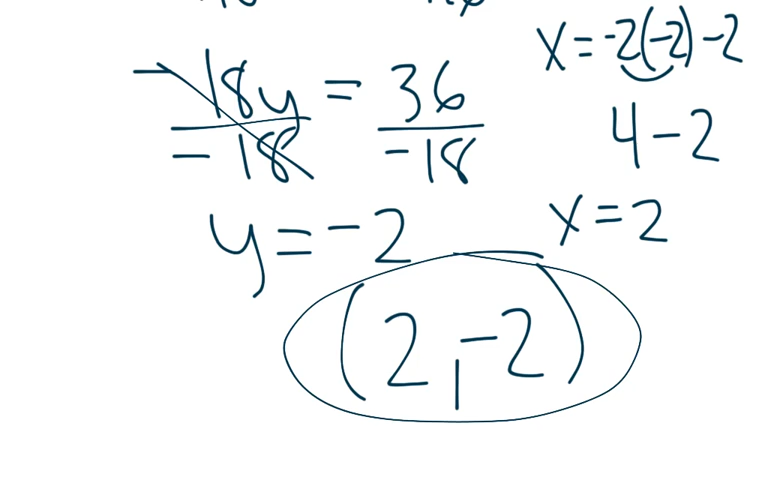 -18y = 36
-18 -18
y = -2
x = -2(-2) -2
4 - 2
x = 2
(2, -2)